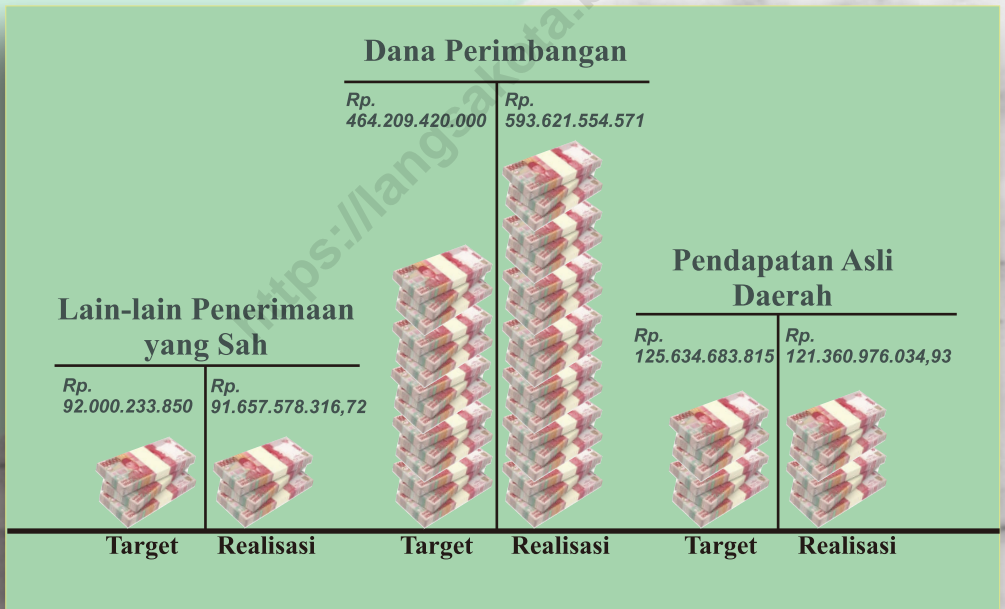 Dana Perimbangan
Rp.
464.209.420.000
Rp.
593.621.554.571
Pendapatan Asli
Daerah
Rp.
125.634.683.815
Rp.
121.360.976.034,93
Lain-lain Penerimaan
yang Sah
Rp.
92.000.233.850
Rp.
91.657.578.316,72
Target Realisasi Target Realisasi Target Realisasi
https://langsakota.